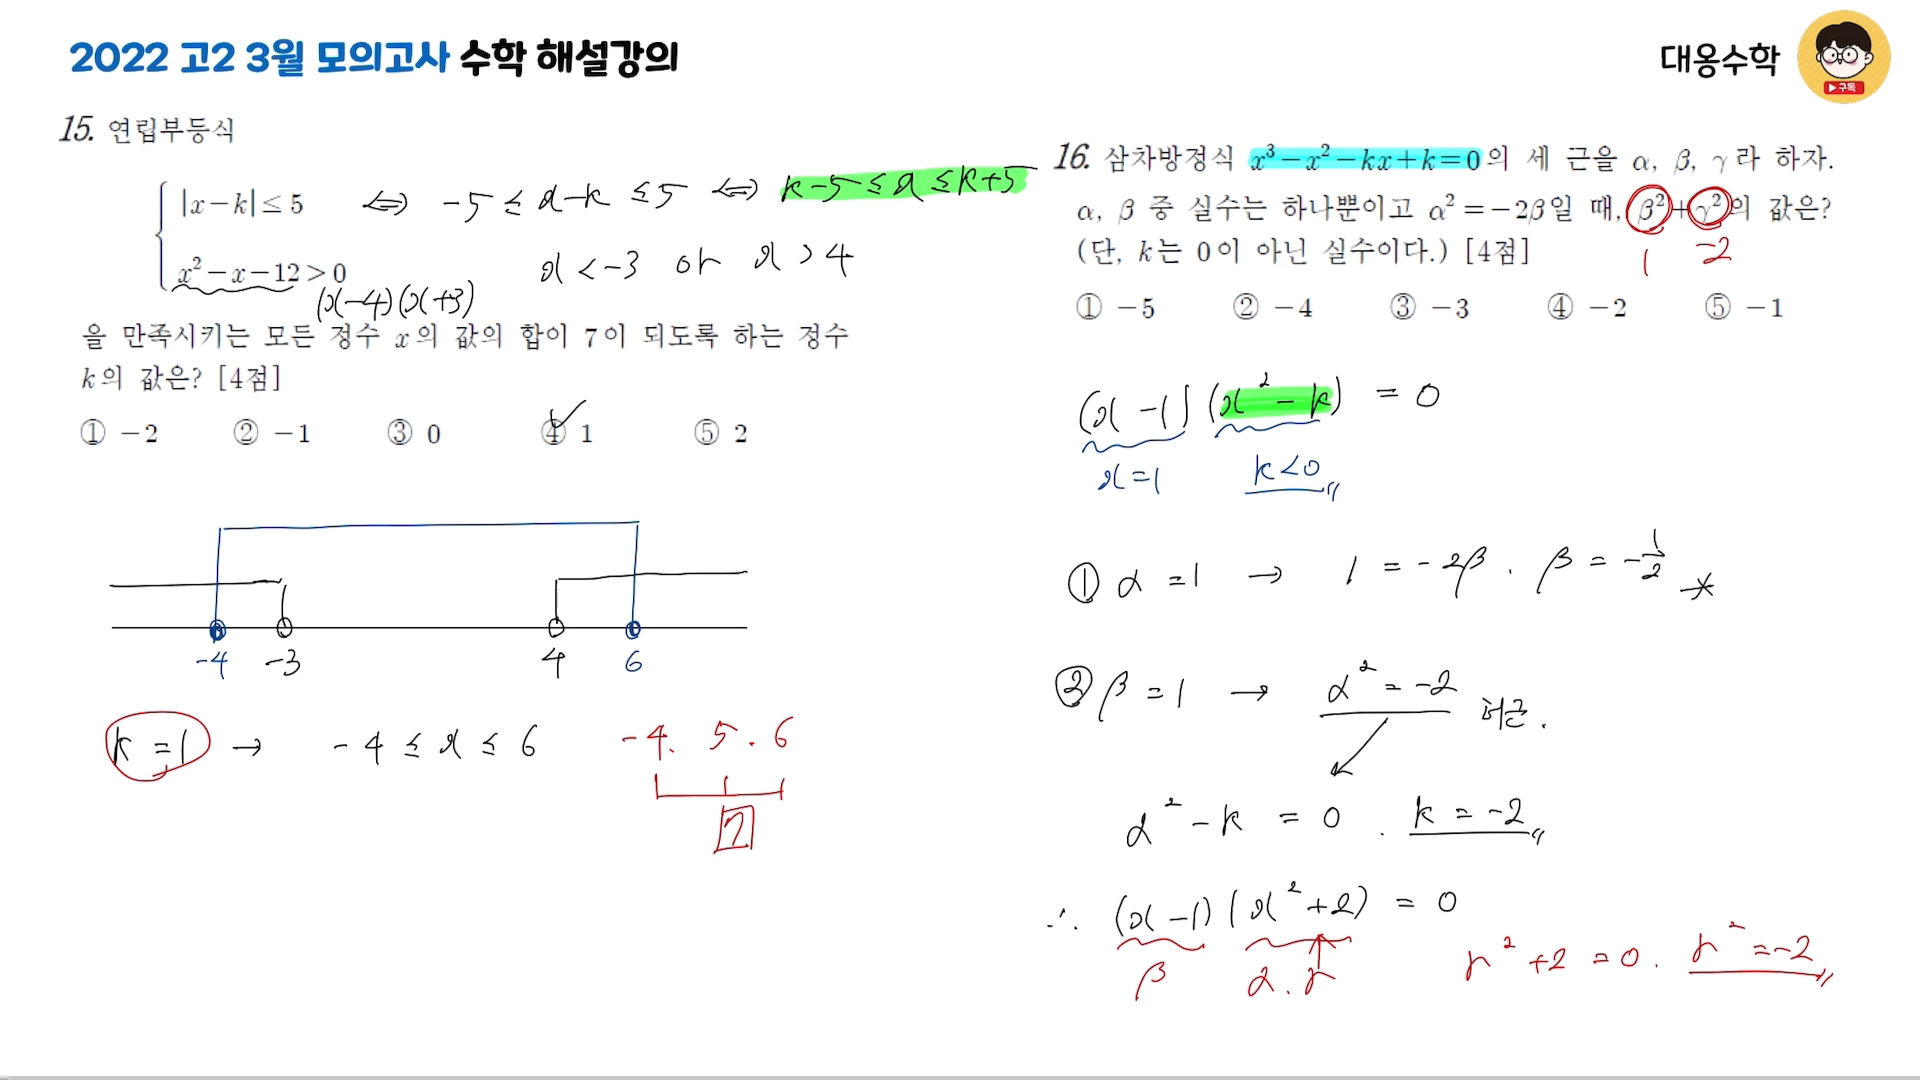 2022 고2 3월 모의고사 수학 해설강의
대웅수학
구독
15. 연립부등식
|x-k|≤5 ⇔ -5≤x-k≤5 ⇔ k-5≤x≤k+5
x²-x-12>0 x<-3 or x>4
(x-4)(x+3)
을 만족시키는 모든 정수 x의 값의 합이 7이 되도록 하는 정수
k의 값은? [4점]
① -2 ② -1 ③ 0 ④ 1 ⑤ 2
-4 -3 4 6
k=1 → -4≤x≤6 -4. 5. 6
7
16. 삼차방정식 x³-x²-kx+k=0의 세 근을 α, β, γ라 하자.
α, β 중 실수는 하나뿐이고 α²=-2β일 때, β²+γ²의 값은?
1 -2
(단, k는 0이 아닌 실수이다.) [4점]
① -5 ② -4 ③ -3 ④ -2 ⑤ -1
(x-1)(x²-k) = 0
x=1 k<0
① α=1 → 1=-2β. β=-1/2
② β=1 → α²=-2 허근.
α²-k=0. k=-2
∴ (x-1)(x²+2)=0
β α. γ
γ²+2=0. γ²=-2